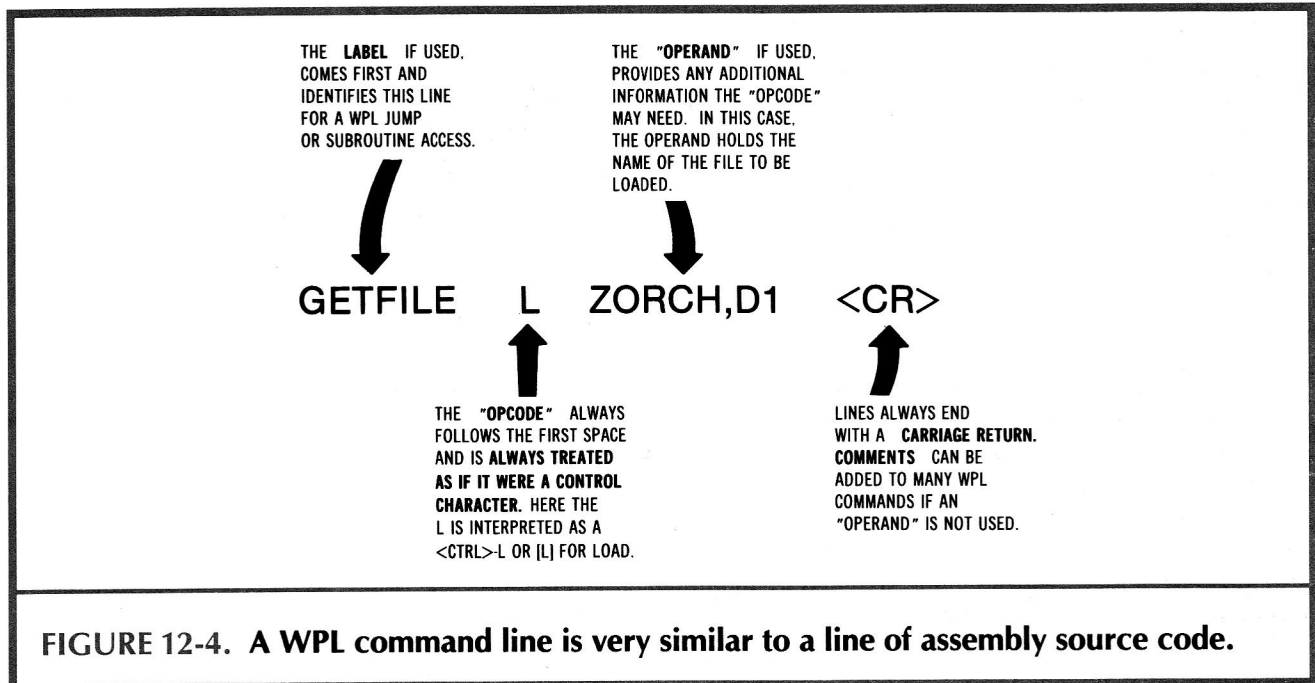 THE LABEL IF USED,
COMES FIRST AND
IDENTIFIES THIS LINE
FOR A WPL JUMP
OR SUBROUTINE ACCESS.
THE "OPERAND" IF USED,
PROVIDES ANY ADDITIONAL
INFORMATION THE "OPCODE"
MAY NEED. IN THIS CASE,
THE OPERAND HOLDS THE
NAME OF THE FILE TO BE
LOADED.
GETFILE L ZORCH,D1 <CR>
THE "OPCODE" ALWAYS
FOLLOWS THE FIRST SPACE
AND IS ALWAYS TREATED
AS IF IT WERE A CONTROL
CHARACTER. HERE THE
L IS INTERPRETED AS A
<CTRL>-L OR [L] FOR LOAD.
LINES ALWAYS END
WITH A CARRIAGE RETURN.
COMMENTS CAN BE
ADDED TO MANY WPL
COMMANDS IF AN
"OPERAND" IS NOT USED.
FIGURE 12-4. A WPL command line is very similar to a line of assembly source code.